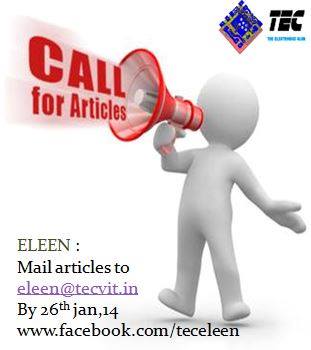 TEC
THE ELECTRONICS CLUB
CALL
for Articles
ELEEN :
Mail articles to
eleen@tecvit.in
By 26th jan,14
www.facebook.com/teceleen